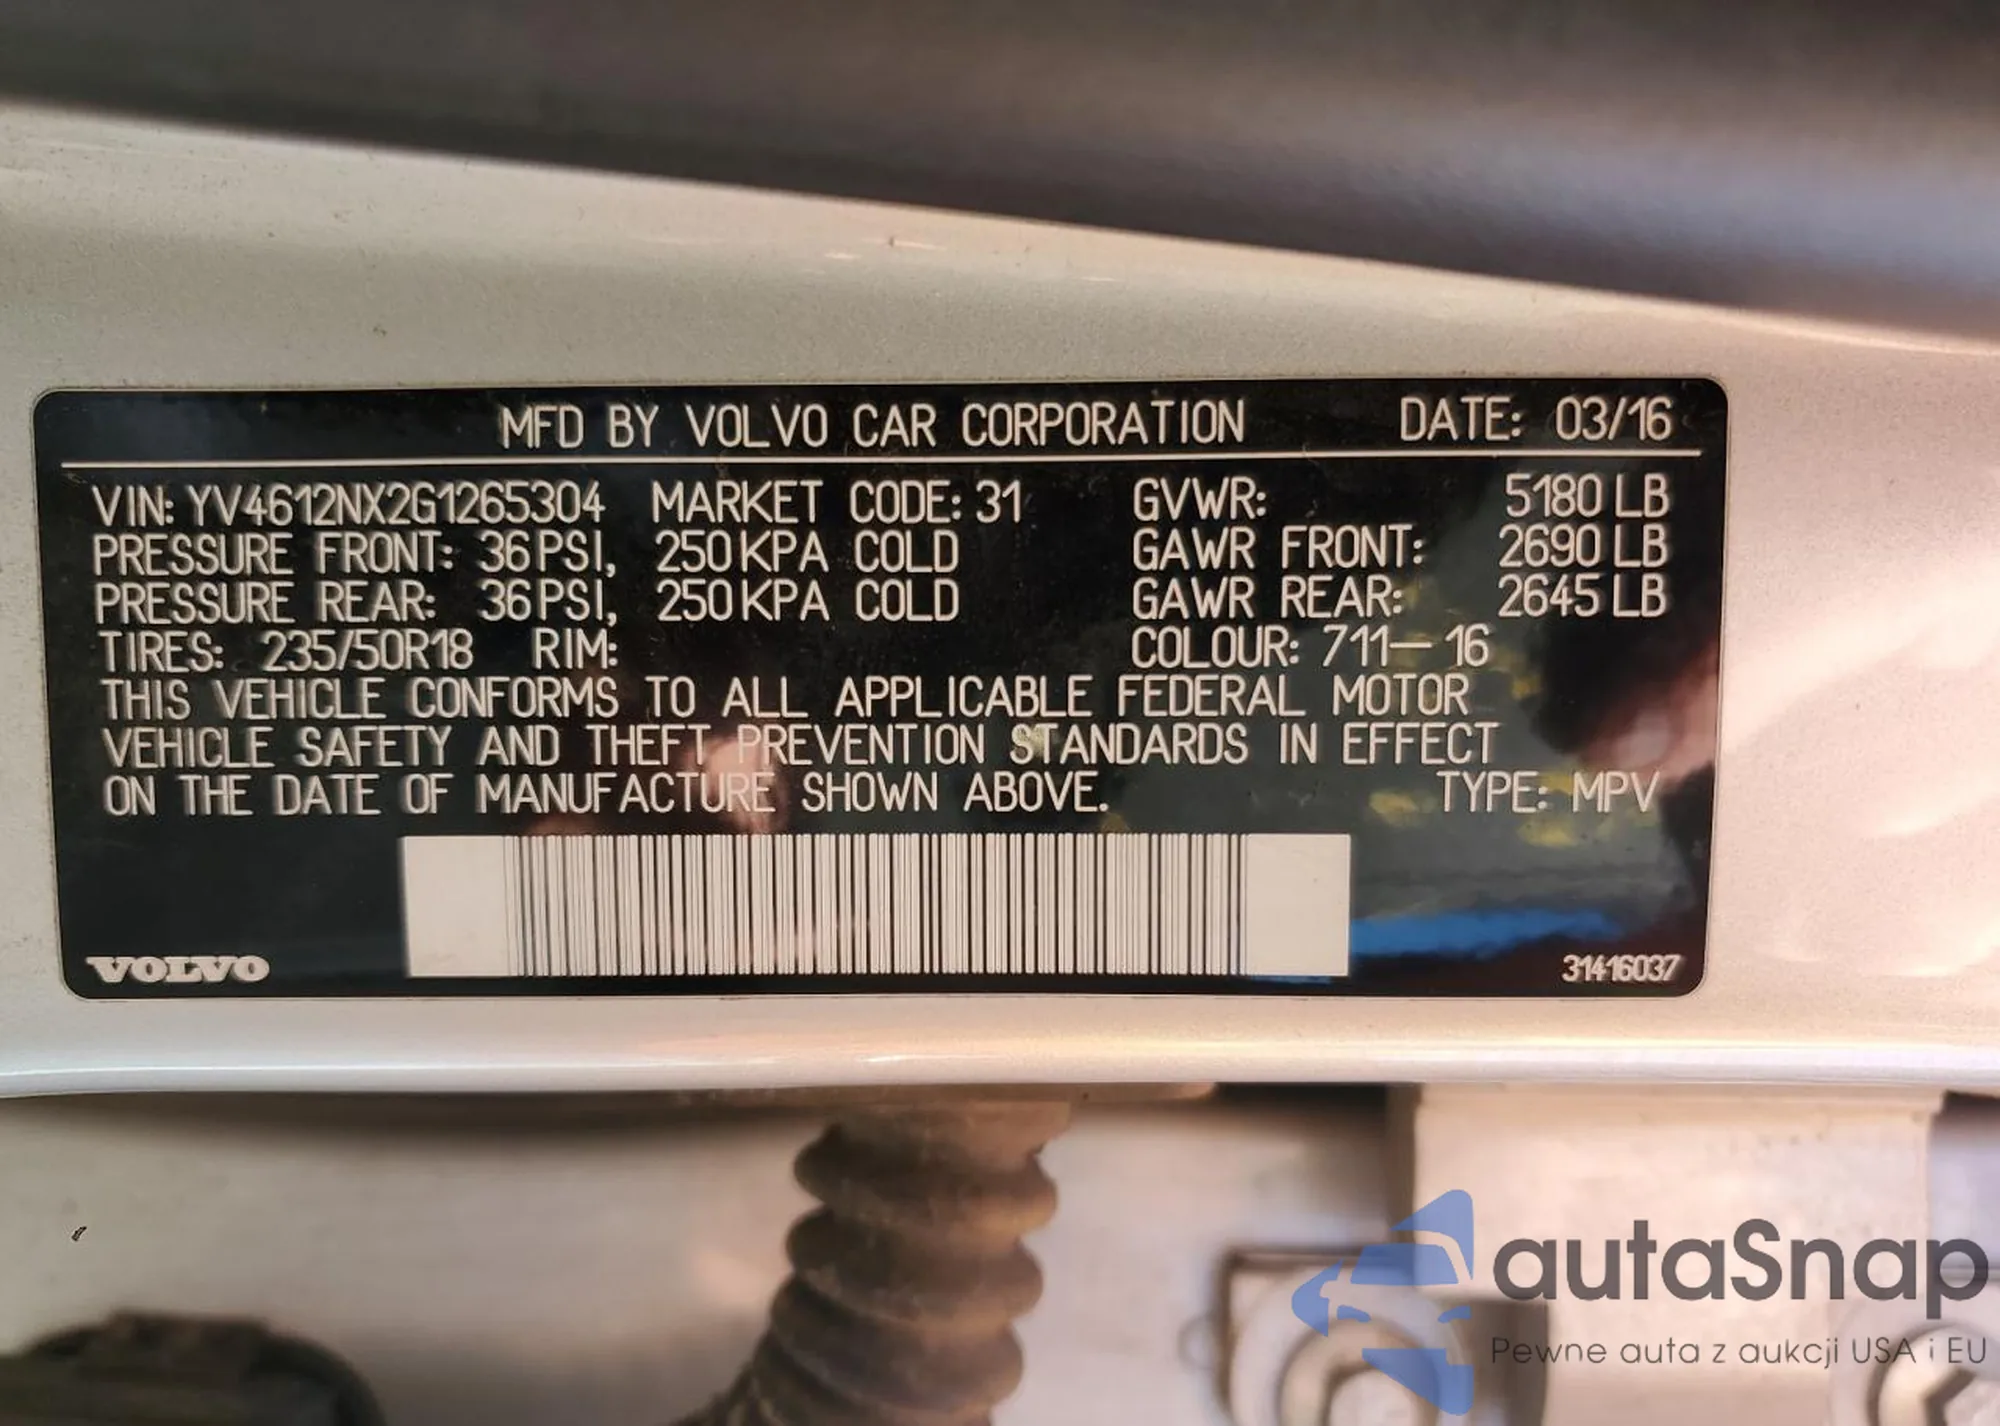 MFD BY VOLVO CAR CORPORATION DATE: 03/16
VIN: YV4612NX2G1265304 MARKET CODE: 31 GVWR: 5180 LB
PRESSURE FRONT: 36 PSI, 250 KPA COLD GAWR FRONT: 2690 LB
PRESSURE REAR: 36 PSI, 250 KPA COLD GAWR REAR: 2645 LB
TIRES: 235/50R18 RIM: COLOUR: 711— 16
THIS VEHICLE CONFORMS TO ALL APPLICABLE FEDERAL MOTOR
VEHICLE SAFETY AND THEFT PREVENTION STANDARDS IN EFFECT
ON THE DATE OF MANUFACTURE SHOWN ABOVE. TYPE: MPV
VOLVO 31416037
autaSnap
Pewne auta z aukcji USA i EU